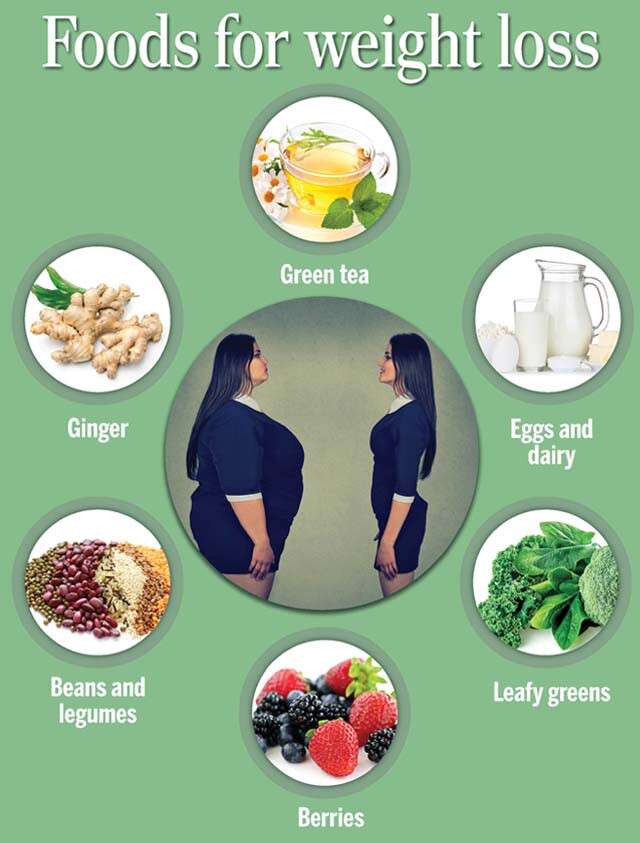 Foods for weight loss
Green tea
Ginger
Eggs and
dairy
Beans and
legumes
Leafy greens
Berries